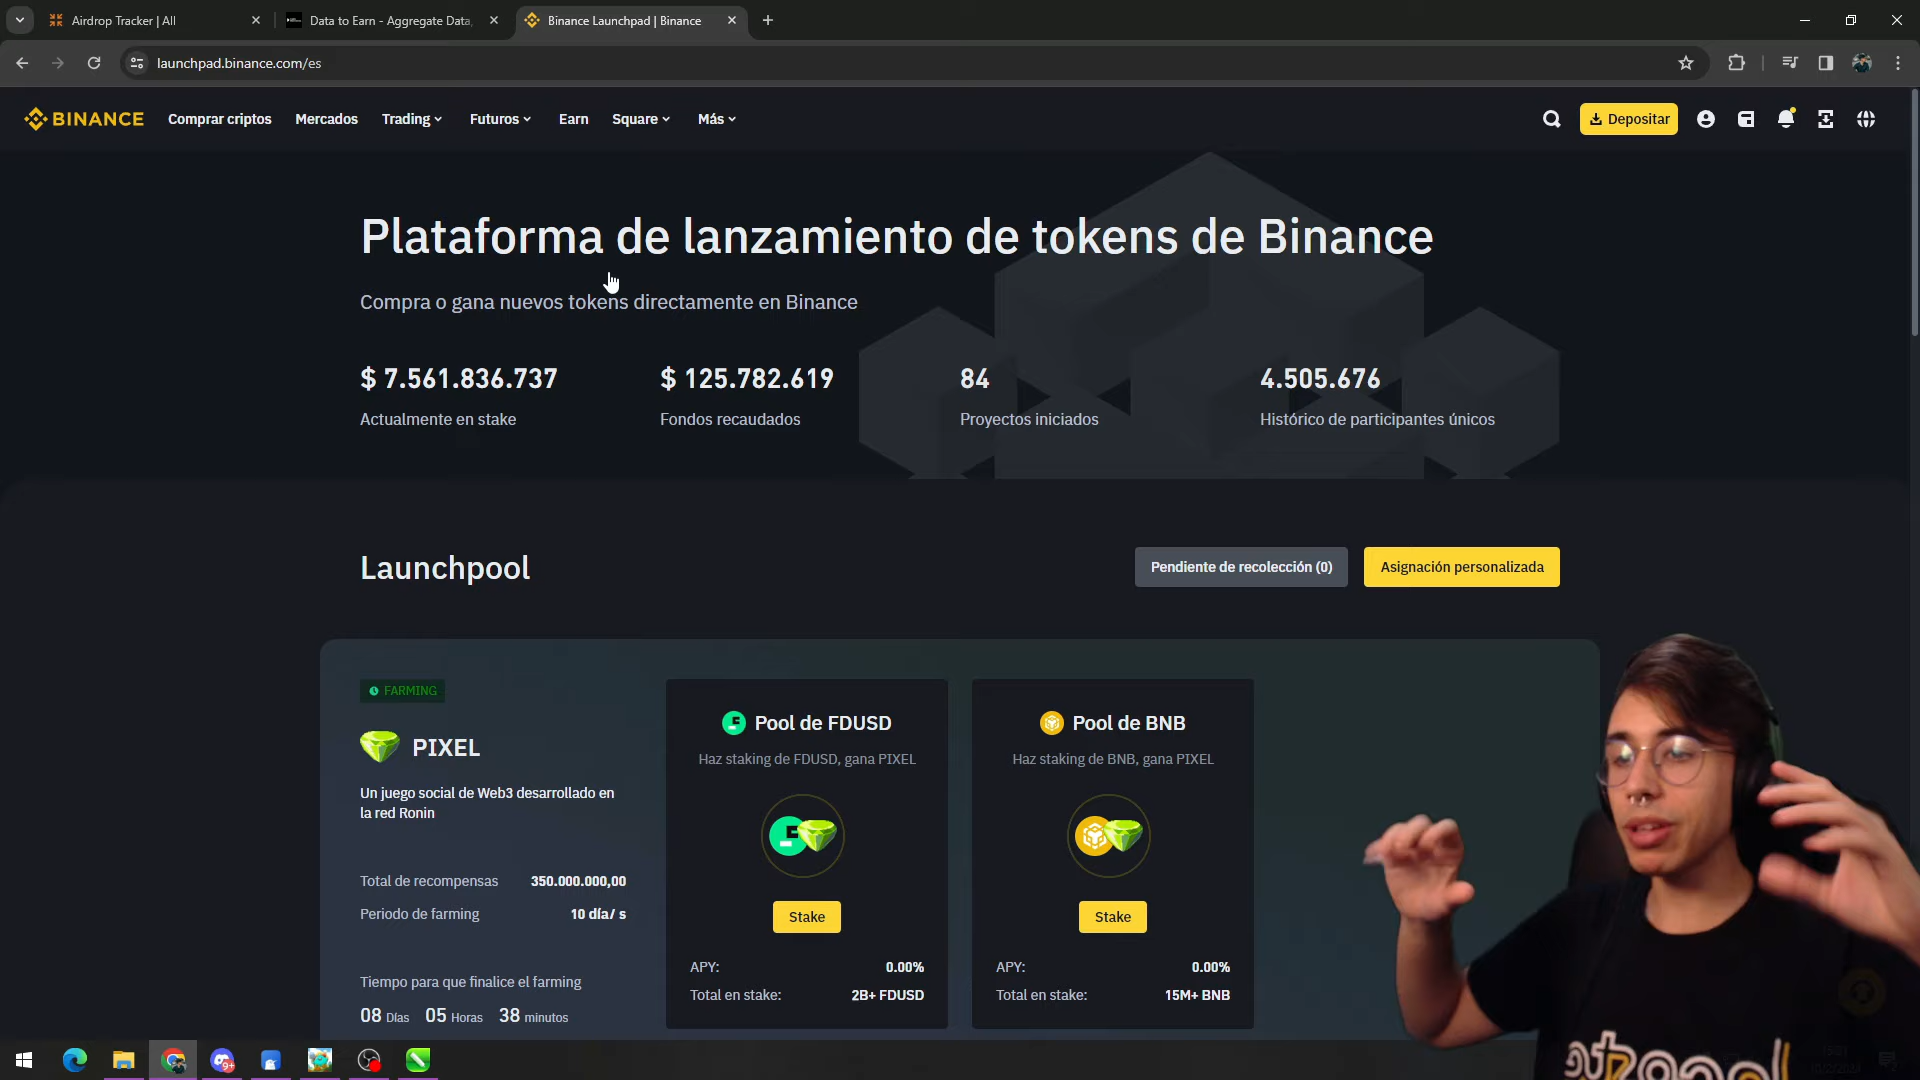 Airdrop Tracker | All
Data to Earn - Aggregate Data,
Binance Launchpad | Binance
launchpad.binance.com/es
BINANCE
Comprar criptos
Mercados
Trading
Futuros
Earn
Square
Más
Depositar
Plataforma de lanzamiento de tokens de Binance
Compra o gana nuevos tokens directamente en Binance
$ 7.561.836.737
$ 125.782.619
84
4.505.676
Actualmente en stake
Fondos recaudados
Proyectos iniciados
Histórico de participantes únicos
Launchpool
Pendiente de recolección (0)
Asignación personalizada
FARMING
PIXEL
Un juego social de Web3 desarrollado en
la red Ronin
Total de recompensas 350.000.000,00
Periodo de farming 10 día/ s
Tiempo para que finalice el farming
08 Días 05 Horas 38 minutos
Pool de FDUSD
Haz staking de FDUSD, gana PIXEL
Stake
APY: 0.00%
Total en stake: 2B+ FDUSD
Pool de BNB
Haz staking de BNB, gana PIXEL
Stake
APY: 0.00%
Total en stake: 15M+ BNB
9+